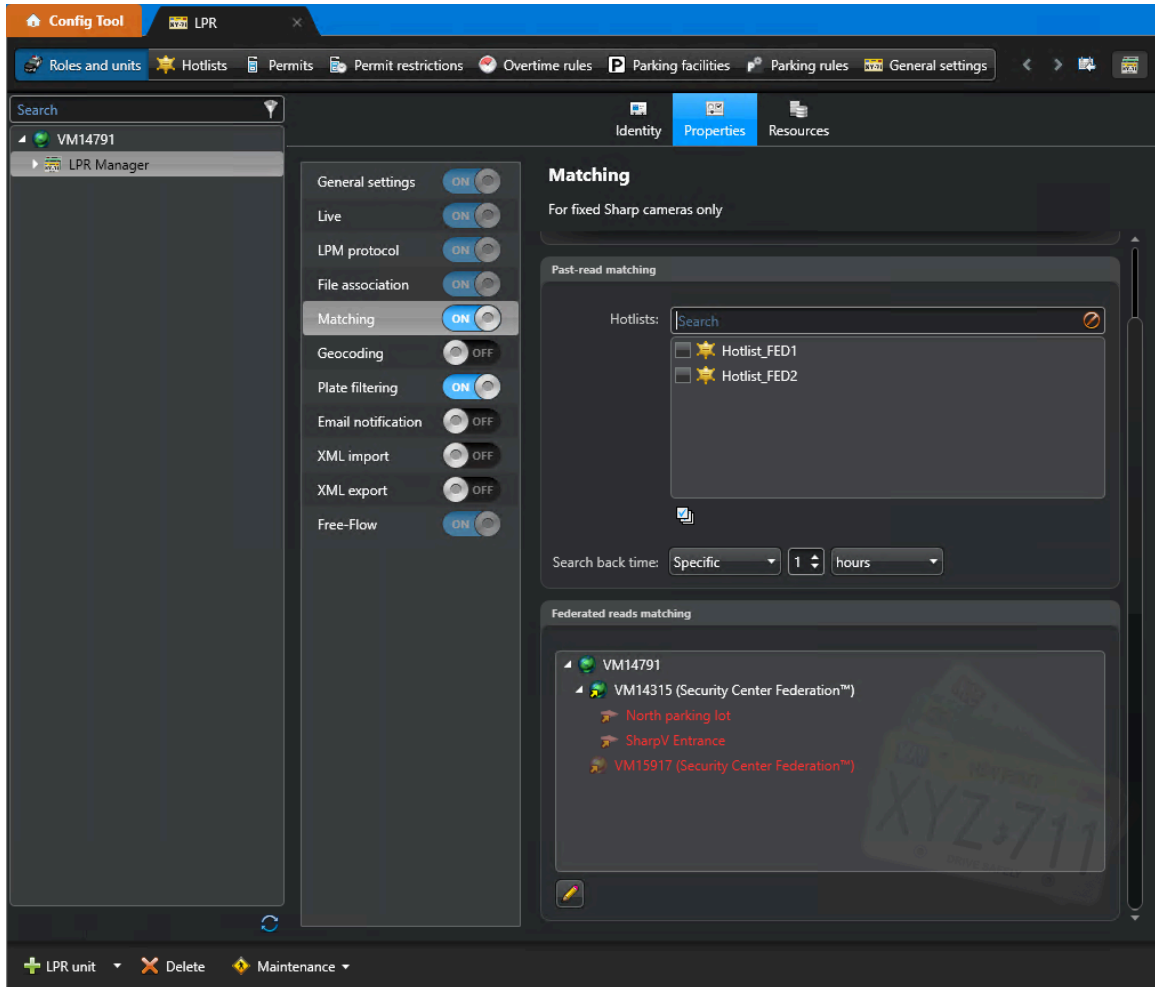 Config Tool
LPR
Roles and units
Hotlists
Permits
Permit restrictions
Overtime rules
Parking facilities
Parking rules
General settings
Search
VM14791
LPR Manager
Identity
Properties
Resources
General settings ON
Live ON
LPM protocol ON
File association ON
Matching ON
Geocoding OFF
Plate filtering ON
Email notification OFF
XML import OFF
XML export OFF
Free-Flow ON
Matching
For fixed Sharp cameras only
Past-read matching
Hotlists:
Search
Hotlist_FED1
Hotlist_FED2
Search back time: Specific 1 hours
Federated reads matching
VM14791
VM14315 (Security Center Federation™)
North parking lot
SharpV Entrance
VM15917 (Security Center Federation™)
XYZ 711
LPR unit
Delete
Maintenance